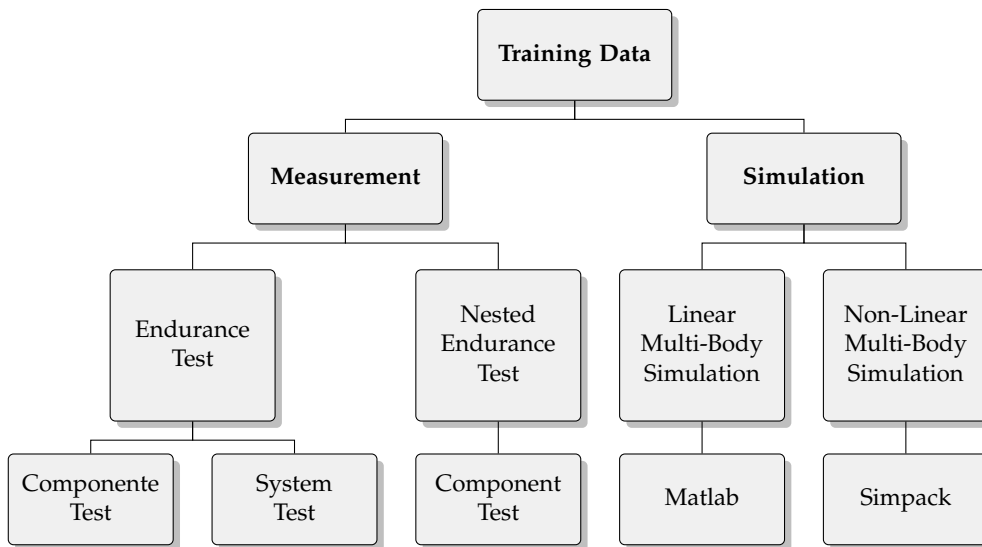 Training Data
Measurement
Simulation
Endurance
Test
Nested
Endurance
Test
Linear
Multi-Body
Simulation
Non-Linear
Multi-Body
Simulation
Componente
Test
System
Test
Component
Test
Matlab
Simpack